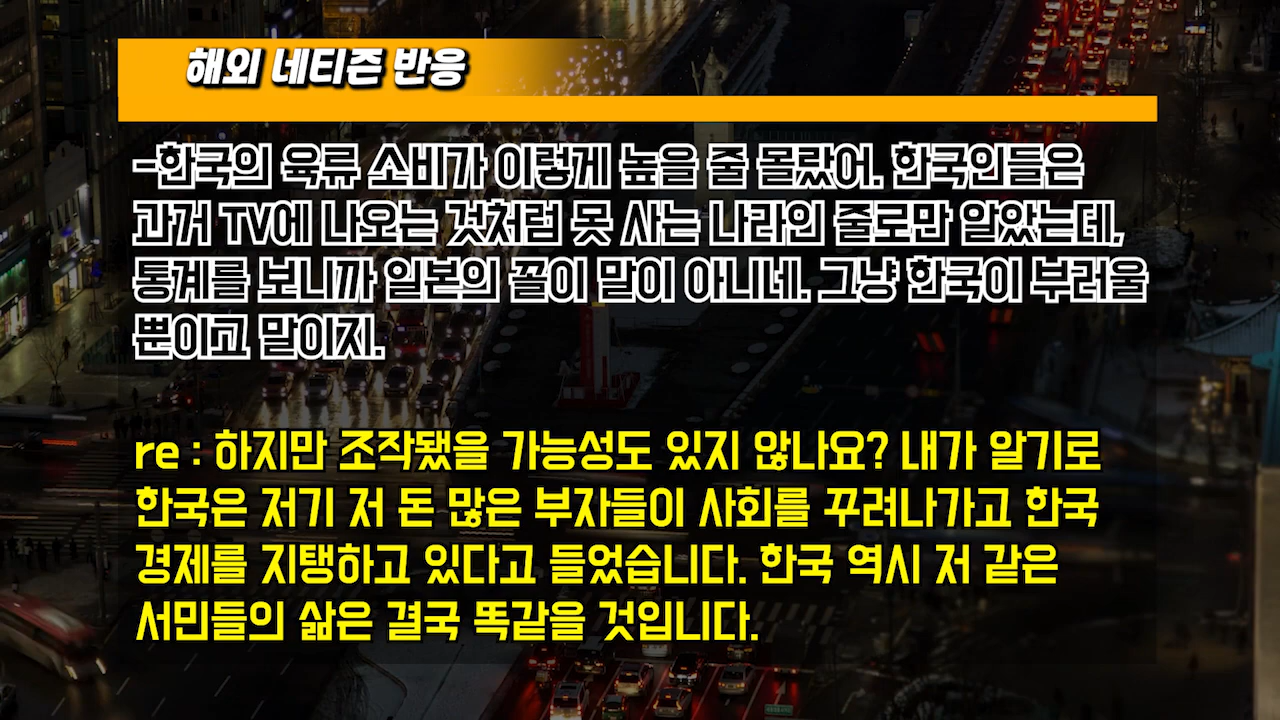 해외 네티즌 반응
-한국의 육류 소비가 이렇게 높을 줄 몰랐어. 한국인들은
과거 TV에 나오는 것처럼 못 사는 나라인 줄로만 알았는데,
통계를 보니까 일본의 꼴이 말이 아니네. 그냥 한국이 부러울
뿐이고 말이지.
re : 하지만 조작됐을 가능성도 있지 않나요? 내가 알기로
한국은 저기 저 돈 많은 부자들이 사회를 꾸려나가고 한국
경제를 지탱하고 있다고 들었습니다. 한국 역시 저 같은
서민들의 삶은 결국 똑같을 것입니다.